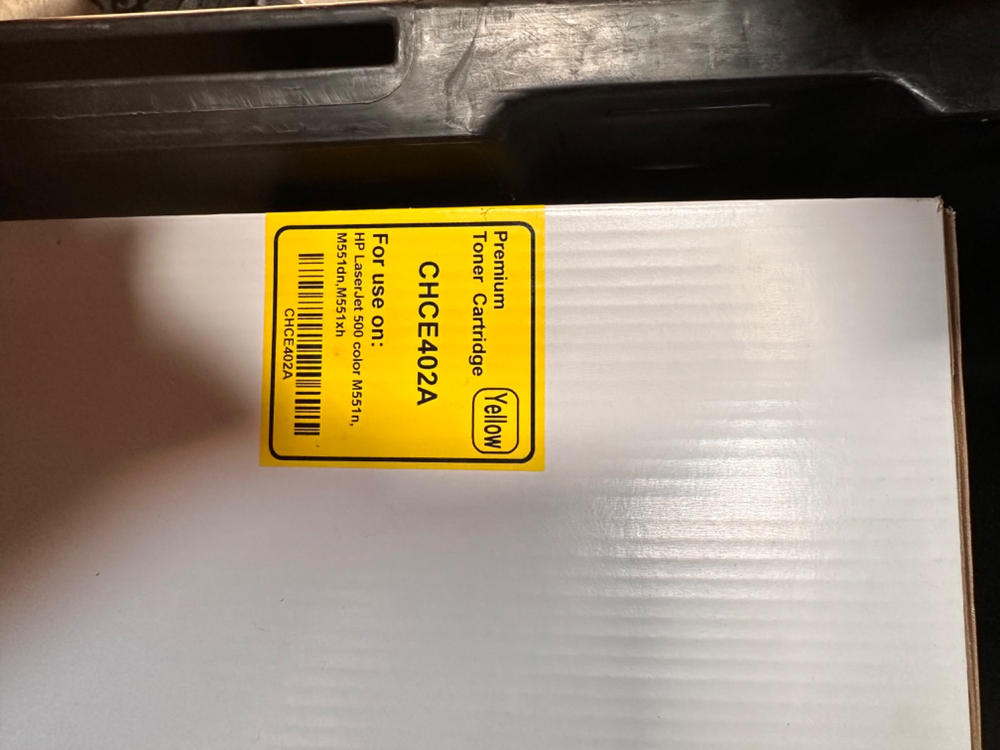 Premium
Toner Cartridge
Yellow
CHCE402A
For use on:
HP LaserJet 500 color M551n,
M551dn,M551xh
CHCE402A